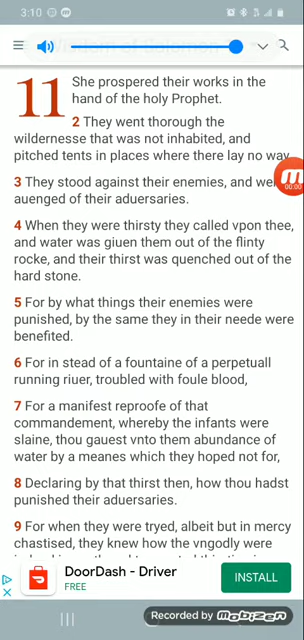 3:10
Wisdom of Solomon
11 She prospered their works in the
hand of the holy Prophet.
2 They went thorough the
wildernesse that was not inhabited, and
pitched tents in places where there lay no way.
3 They stood against their enemies, and were
auenged of their aduersaries.
00:00
4 When they were thirsty they called vpon thee,
and water was giuen them out of the flinty
rocke, and their thirst was quenched out of the
hard stone.
5 For by what things their enemies were
punished, by the same they in their neede were
benefited.
6 For in stead of a fountaine of a perpetuall
running riuer, troubled with foule blood,
7 For a manifest reproofe of that
commandement, whereby the infants were
slaine, thou gauest vnto them abundance of
water by a meanes which they hoped not for,
8 Declaring by that thirst then, how thou hadst
punished their aduersaries.
9 For when they were tryed, albeit but in mercy
chastised, they knew how the vngodly were
DoorDash - Driver
FREE
INSTALL
Recorded by Mobizen